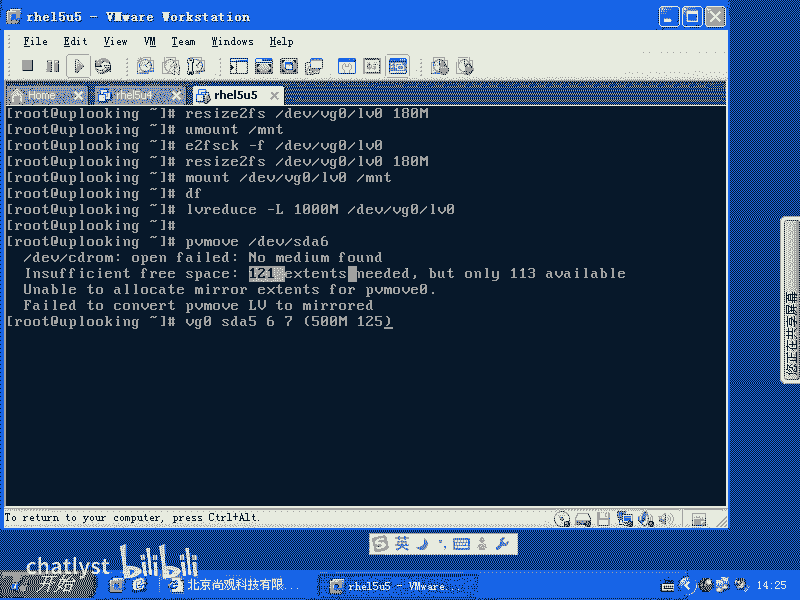 rhel5u5 - VMware Workstation
File Edit View VM Team Windows Help
Home rhel5u4 rhel5u5
[root@uplooking ~]# resize2fs /dev/vg0/lv0 180M
[root@uplooking ~]# umount /mnt
[root@uplooking ~]# e2fsck -f /dev/vg0/lv0
[root@uplooking ~]# resize2fs /dev/vg0/lv0 180M
[root@uplooking ~]# mount /dev/vg0/lv0 /mnt
[root@uplooking ~]# df
[root@uplooking ~]# lvreduce -L 1000M /dev/vg0/lv0
[root@uplooking ~]#
[root@uplooking ~]# pvmove /dev/sda6
/dev/cdrom: open failed: No medium found
Insufficient free space: 121 extents needed, but only 113 available
Unable to allocate mirror extents for pvmove0.
Failed to convert pvmove LV to mirrored
[root@uplooking ~]# vg0 sda5 6 7 (500M 125)_
您正在共享屏幕
To return to your computer, press Ctrl+Alt.
英
chatlyst bilibili
开始 北京尚观科技有限... rhel5u5 - VMware... 14:25